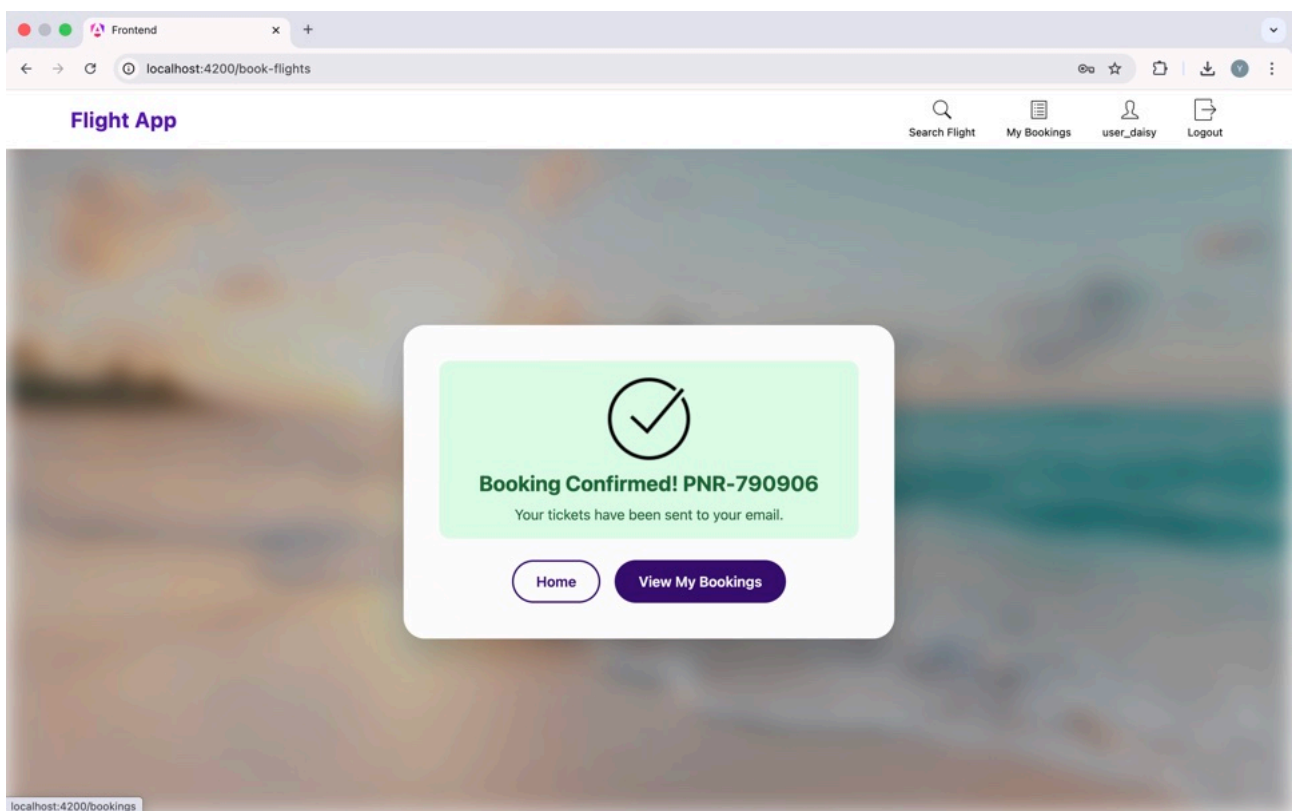 Frontend
localhost:4200/book-flights
Y
Flight App
Search Flight
My Bookings
user_daisy
Logout
Booking Confirmed! PNR-790906
Your tickets have been sent to your email.
Home
View My Bookings
localhost:4200/bookings